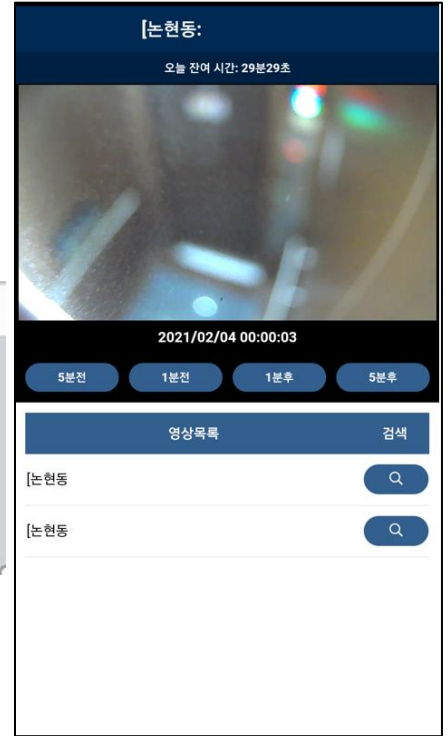 [논현동:
오늘 잔여 시간: 29분29초
2021/02/04 00:00:03
5분전 1분전 1분후 5분후
영상목록 검색
[논현동
[논현동